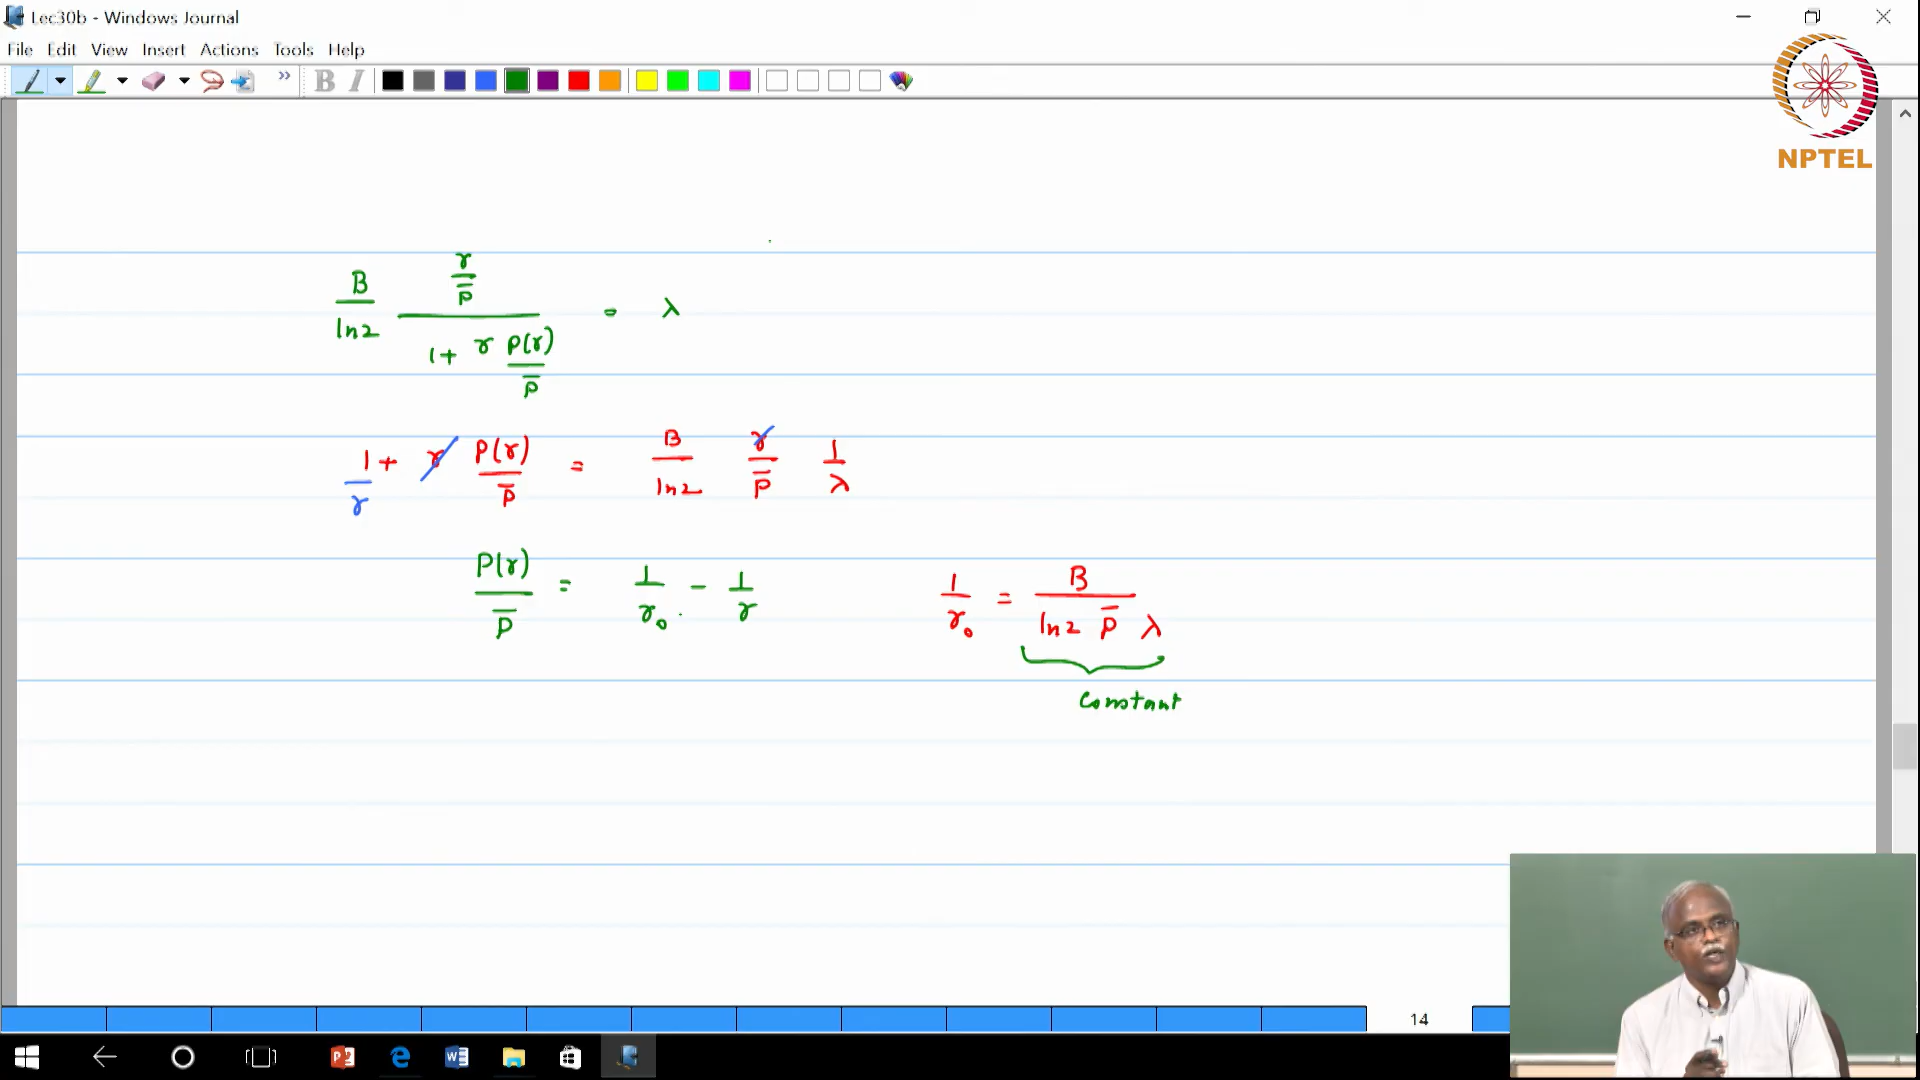 Lec30b - Windows Journal
File Edit View Insert Actions Tools Help
B I
NPTEL
B/ln2 (γ/P̅)/(1 + γ P(γ)/P̅) = λ
1/γ + γ P(γ)/P̅ = B/ln2 γ/P̅ 1/λ
P(γ)/P̅ = 1/γ₀ - 1/γ
1/γ₀ = B/(ln2 P̅ λ)
Constant
14